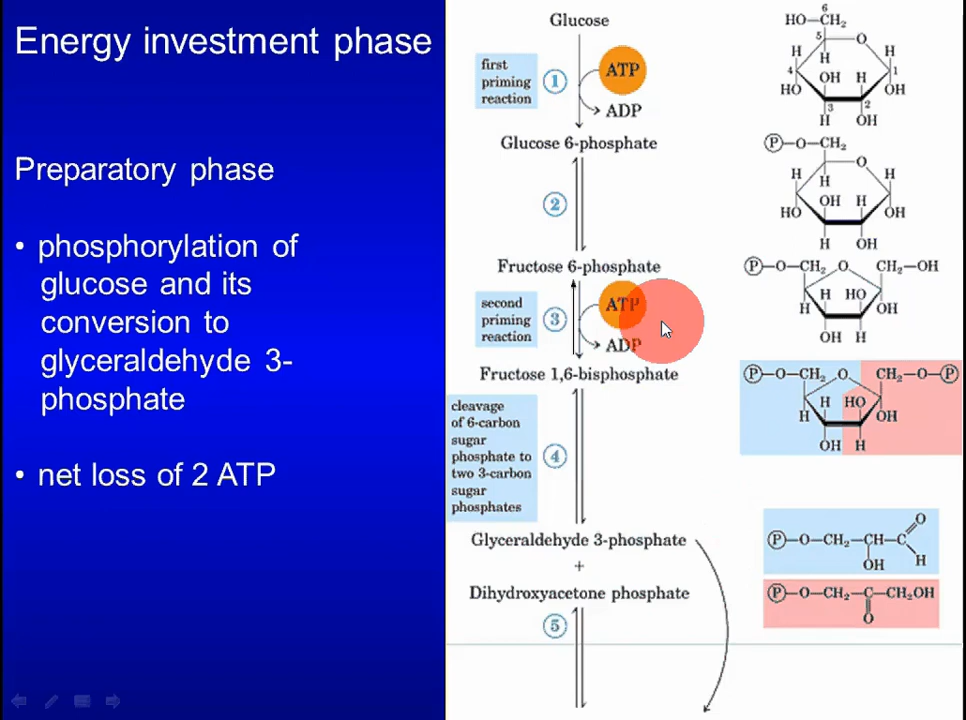 Energy investment phase
Preparatory phase
• phosphorylation of
glucose and its
conversion to
glyceraldehyde 3-
phosphate
• net loss of 2 ATP
Glucose
first
priming
reaction
1
ATP
ADP
Glucose 6-phosphate
2
Fructose 6-phosphate
second
priming
reaction
3
ATP
ADP
Fructose 1,6-bisphosphate
cleavage
of 6-carbon
sugar
phosphate to
two 3-carbon
sugar
phosphates
4
Glyceraldehyde 3-phosphate
+
Dihydroxyacetone phosphate
5
6
HO—CH₂
5 O
H H H
4 OH H 1
HO 3 2 OH
H OH
P—O—CH₂
O
H H H
OH H
HO OH
H OH
P—O—CH₂ O CH₂—OH
H HO
H OH
OH H
P—O—CH₂ O CH₂—O—P
H HO
H OH
OH H
O
P—O—CH₂—CH—C
OH H
P—O—CH₂—C—CH₂OH
O